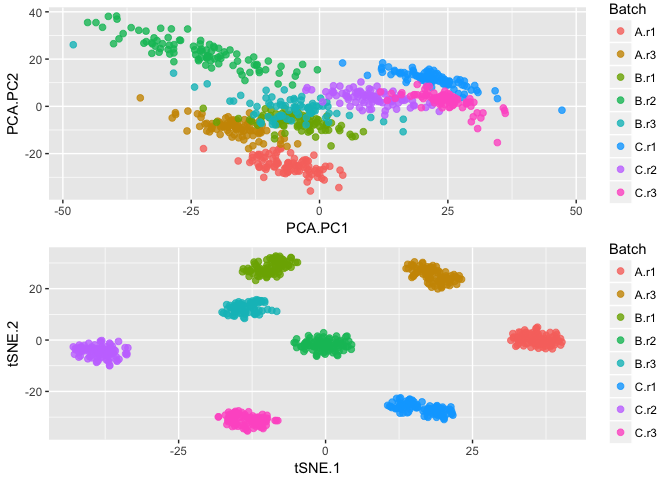 40
20
0
-20
PCA.PC2
-50
-25
0
25
50
PCA.PC1
Batch
A.r1
A.r3
B.r1
B.r2
B.r3
C.r1
C.r2
C.r3
20
0
-20
tSNE.2
-25
0
25
tSNE.1
Batch
A.r1
A.r3
B.r1
B.r2
B.r3
C.r1
C.r2
C.r3